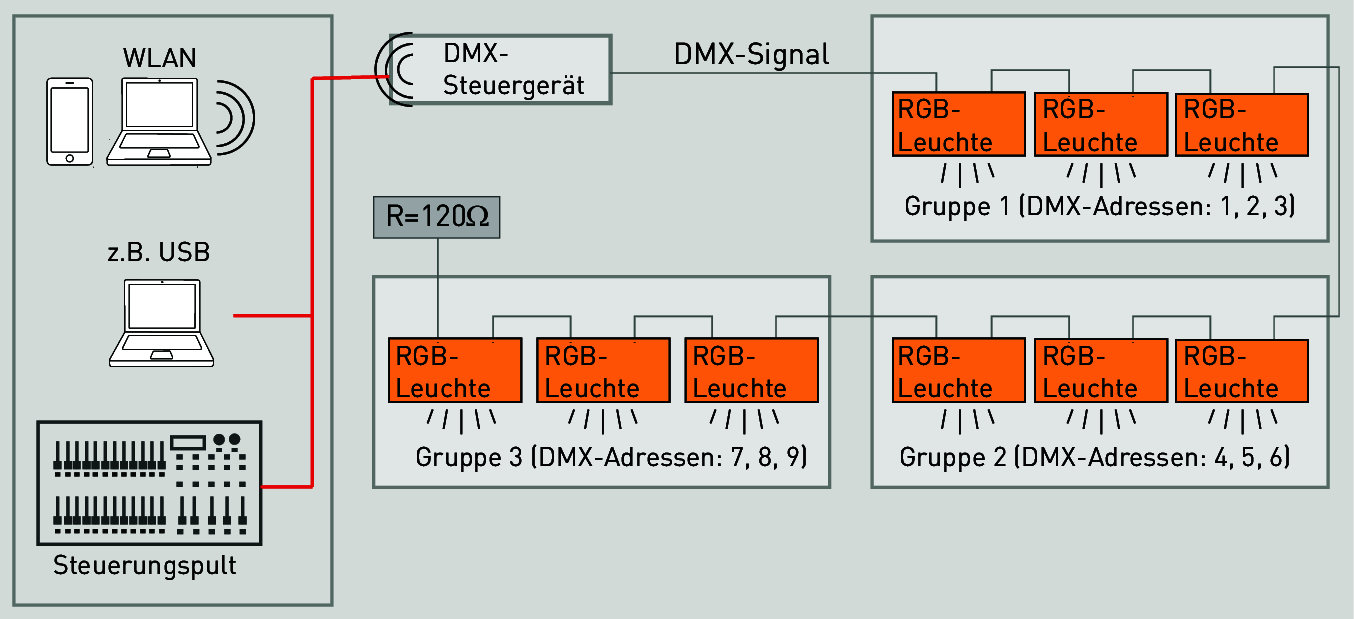 WLAN
z.B. USB
Steuerungspult
DMX-
Steuergerät
DMX-Signal
RGB-
Leuchte
RGB-
Leuchte
RGB-
Leuchte
Gruppe 1 (DMX-Adressen: 1, 2, 3)
R=120Ω
RGB-
Leuchte
RGB-
Leuchte
RGB-
Leuchte
Gruppe 3 (DMX-Adressen: 7, 8, 9)
RGB-
Leuchte
RGB-
Leuchte
RGB-
Leuchte
Gruppe 2 (DMX-Adressen: 4, 5, 6)